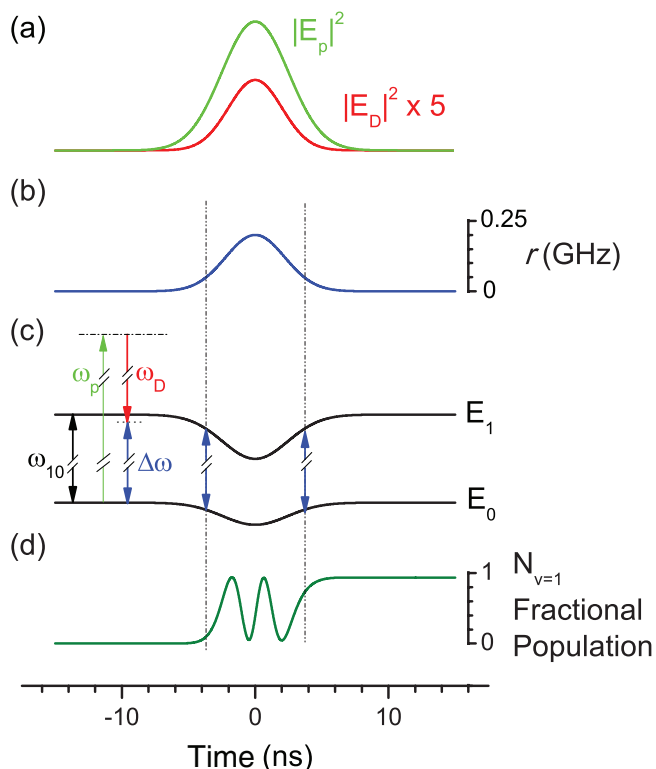 (a)
|E_p|^2
|E_D|^2 x 5
(b)
0.25
r (GHz)
0
(c)
ω_p
ω_D
E_1
ω_10
Δω
E_0
(d)
1
N_v=1
Fractional
0
Population
-10
0
10
Time (ns)